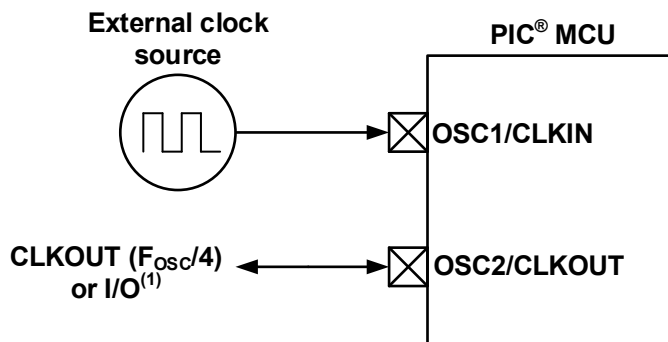 External clock
source
PIC® MCU
OSC1/CLKIN
CLKOUT (FOSC/4)
or I/O(1)
OSC2/CLKOUT